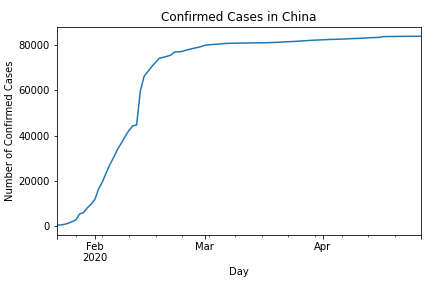 Confirmed Cases in China
Number of Confirmed Cases
80000
60000
40000
20000
0
Feb
2020
Mar
Apr
Day